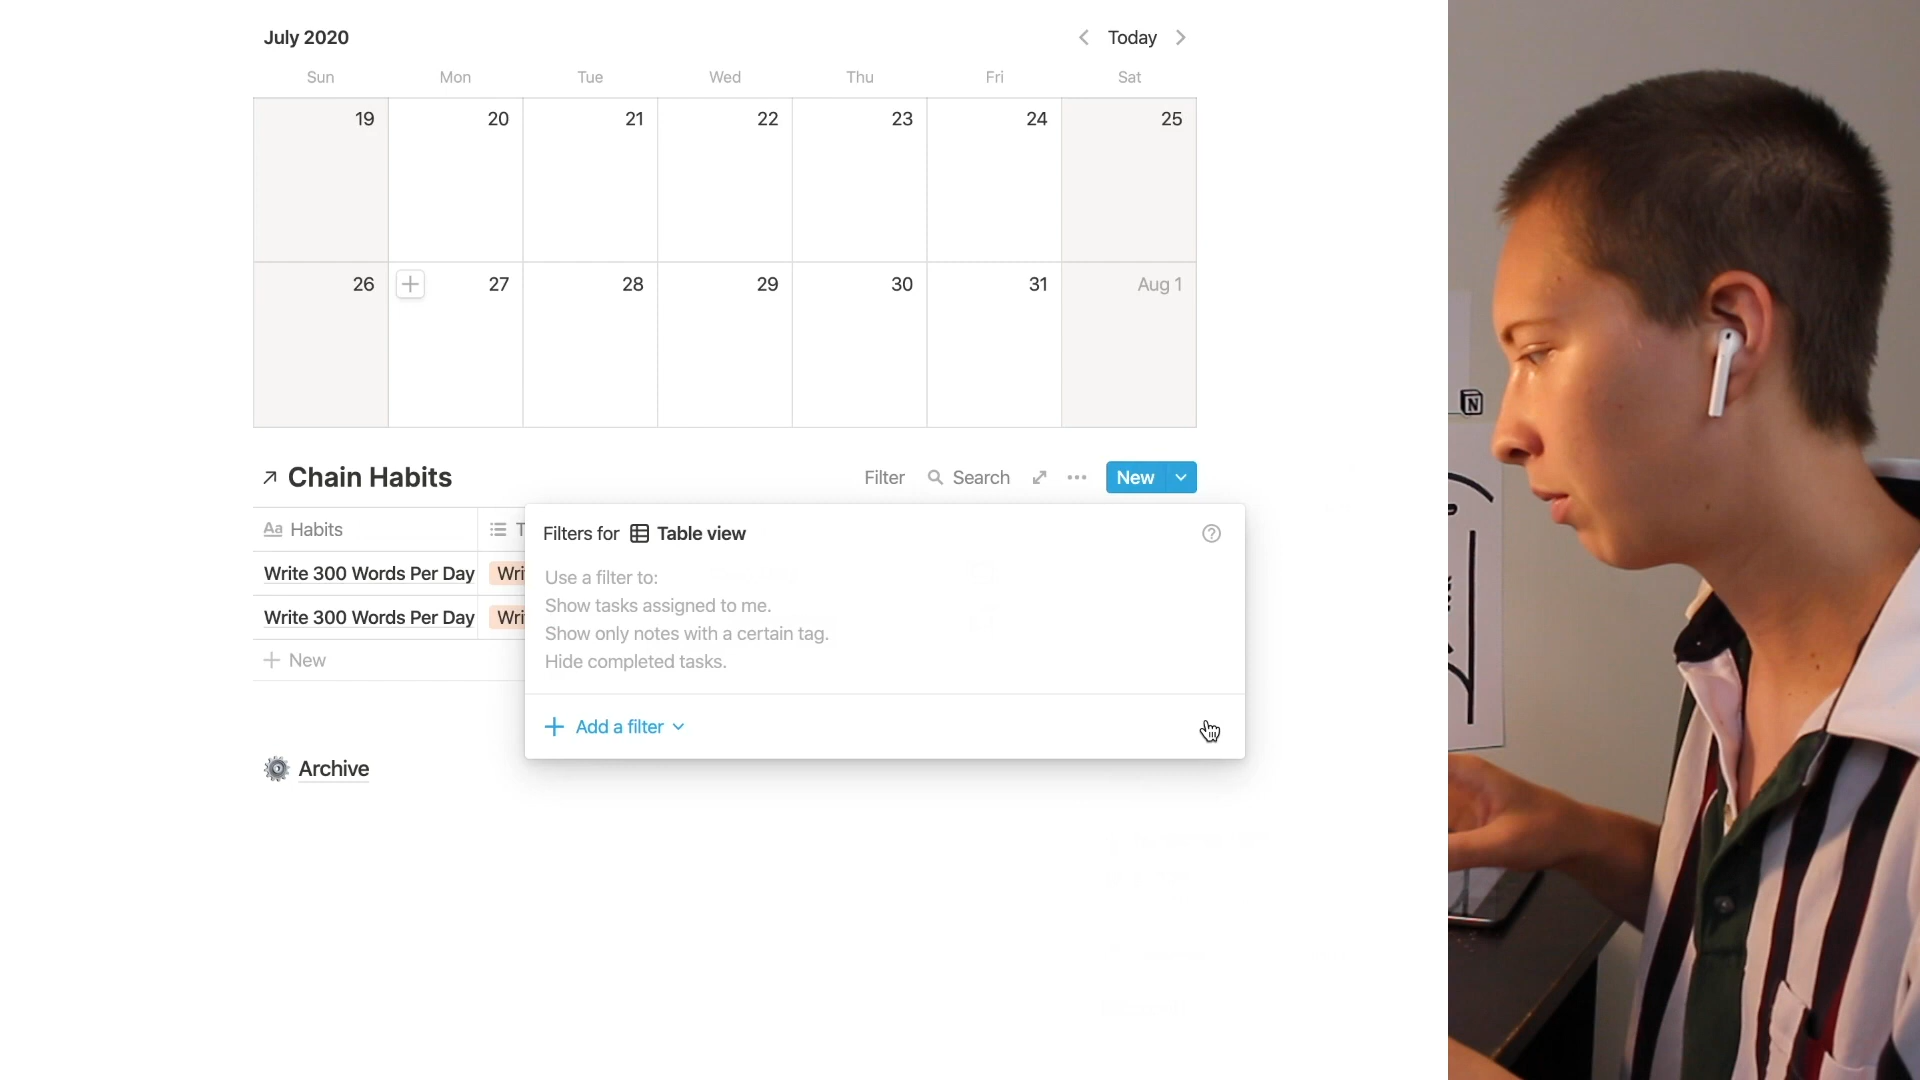 July 2020
Today
Sun Mon Tue Wed Thu Fri Sat
19 20 21 22 23 24 25
26 27 28 29 30 31 Aug 1
Chain Habits
Filter Search ... New
Aa Habits T
Write 300 Words Per Day Wri
Write 300 Words Per Day Wri
New
Filters for Table view ?
Use a filter to:
Show tasks assigned to me.
Show only notes with a certain tag.
Hide completed tasks.
Add a filter
Archive
N